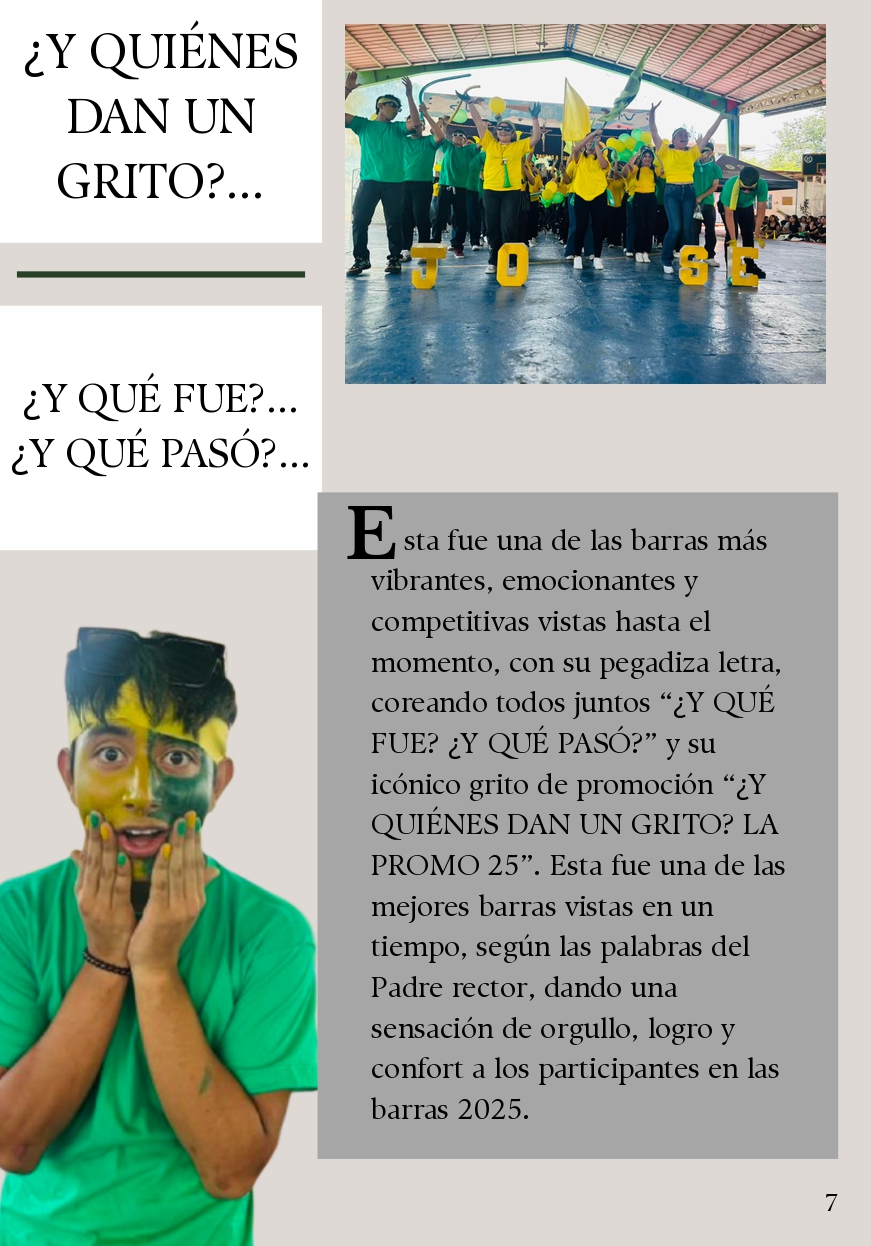 ¿Y QUIÉNES
DAN UN
GRITO?...
J O S E
¿Y QUÉ FUE?...
¿Y QUÉ PASÓ?...
Esta fue una de las barras más
vibrantes, emocionantes y
competitivas vistas hasta el
momento, con su pegadiza letra,
coreando todos juntos “¿Y QUÉ
FUE? ¿Y QUÉ PASÓ?” y su
icónico grito de promoción “¿Y
QUIÉNES DAN UN GRITO? LA
PROMO 25”. Esta fue una de las
mejores barras vistas en un
tiempo, según las palabras del
Padre rector, dando una
sensación de orgullo, logro y
confort a los participantes en las
barras 2025.
7